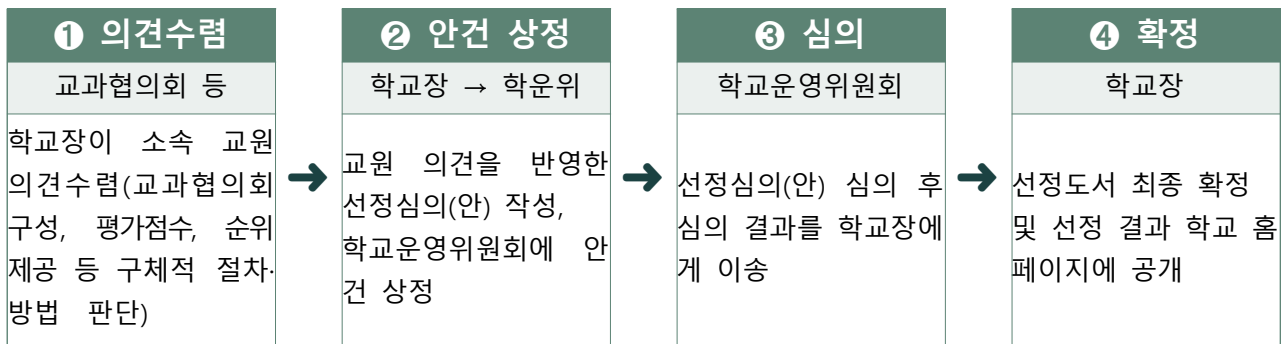 ❶ 의견수렴
교과협의회 등
학교장이 소속 교원
의견수렴(교과협의회
구성, 평가점수, 순위
제공 등 구체적 절차·
방법 판단)
➜
❷ 안건 상정
학교장 → 학운위
교원 의견을 반영한
선정심의(안) 작성,
학교운영위원회에 안
건 상정
➜
❸ 심의
학교운영위원회
선정심의(안) 심의 후
심의 결과를 학교장에
게 이송
➜
❹ 확정
학교장
선정도서 최종 확정
및 선정 결과 학교 홈
페이지에 공개